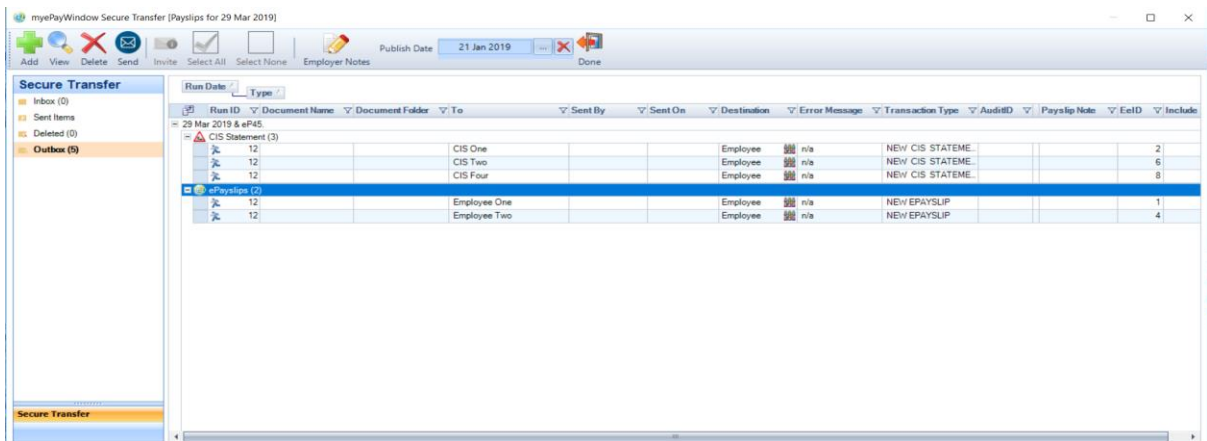 myePayWindow Secure Transfer [Payslips for 29 Mar 2019]
Add View Delete Send Invite Select All Select None Employer Notes Publish Date 21 Jan 2019 ... Done
Secure Transfer
Inbox (0)
Sent Items
Deleted (0)
Outbox (5)
Secure Transfer
Run Date
Type
Run ID Document Name Document Folder To Sent By Sent On Destination Error Message Transaction Type AuditID Payslip Note EeID Include
29 Mar 2019 & eP45.
CIS Statement (3)
12 CIS One Employee n/a NEW CIS STATEME... 2
12 CIS Two Employee n/a NEW CIS STATEME... 6
12 CIS Four Employee n/a NEW CIS STATEME... 8
ePayslips (2)
12 Employee One Employee n/a NEW EPAYSLIP 1
12 Employee Two Employee n/a NEW EPAYSLIP 4